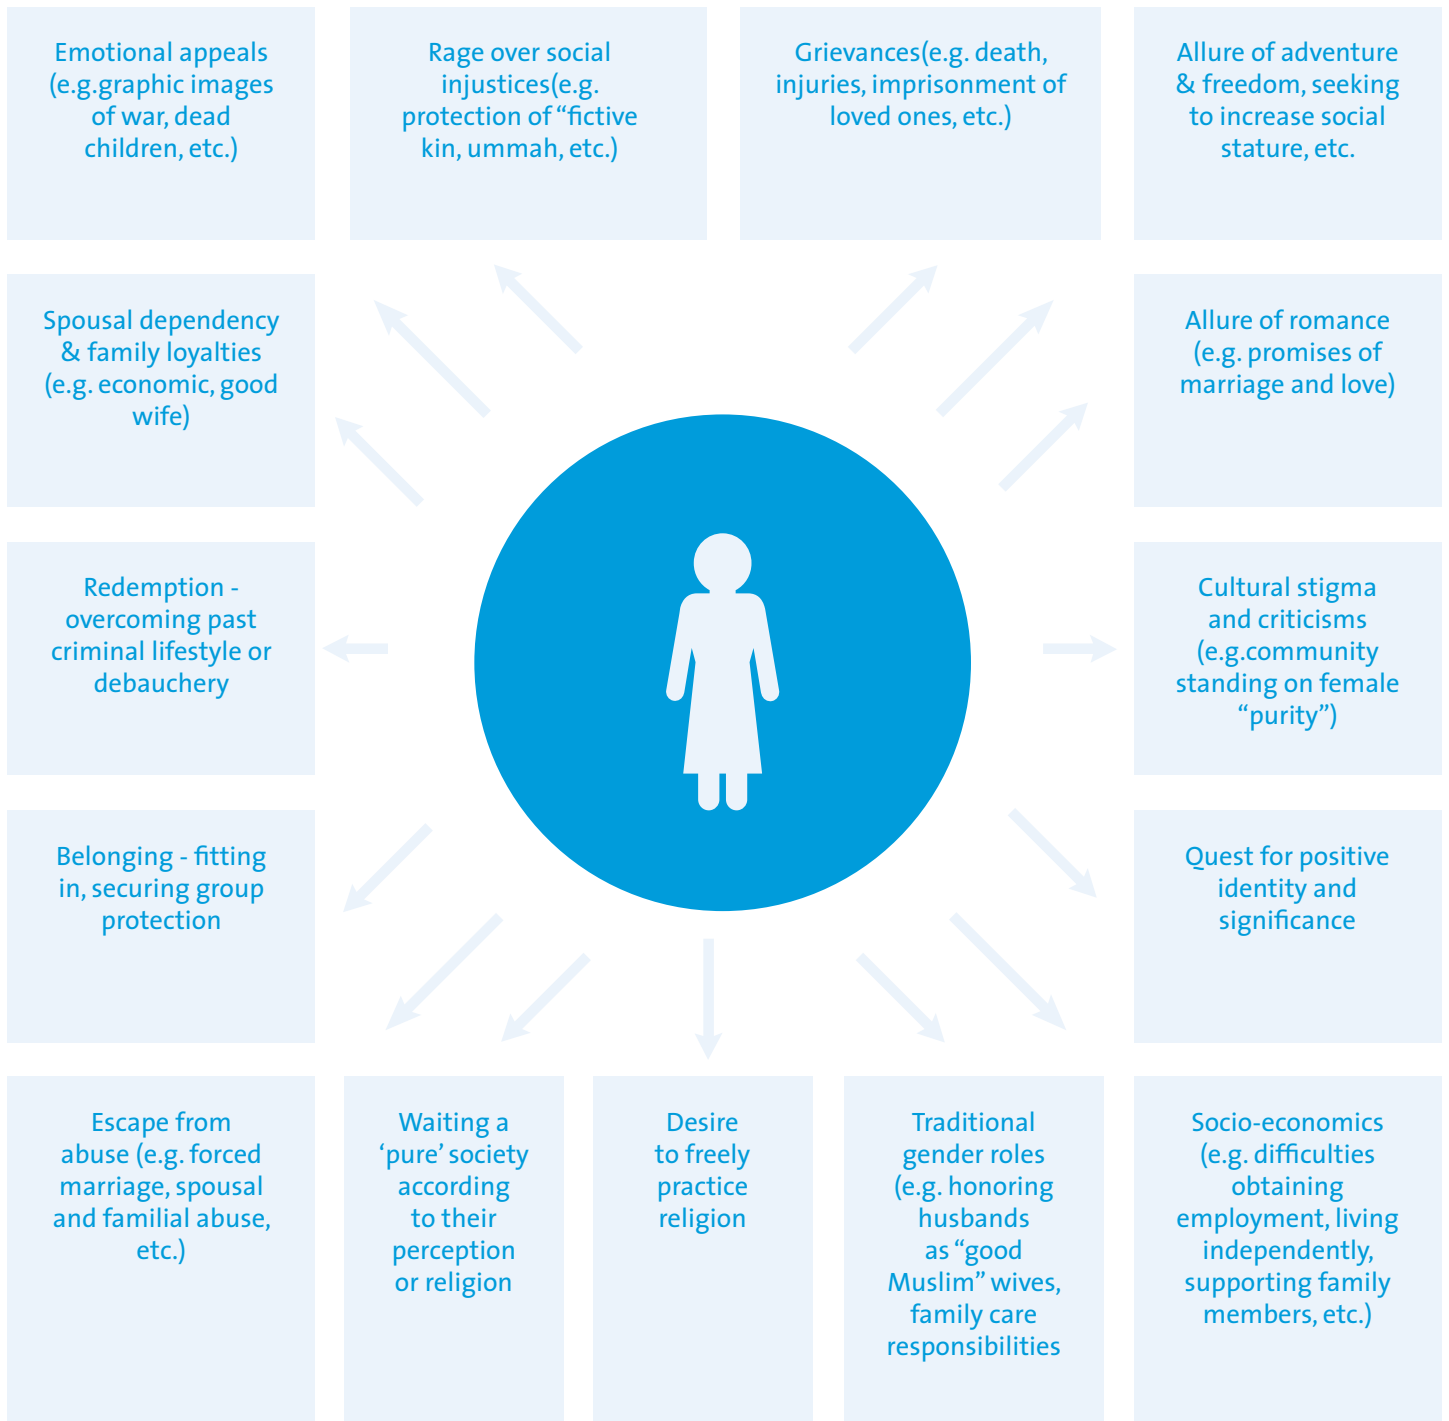 Emotional appeals
(e.g.graphic images
of war, dead
children, etc.)
Rage over social
injustices(e.g.
protection of “fictive
kin, ummah, etc.)
Grievances(e.g. death,
injuries, imprisonment of
loved ones, etc.)
Allure of adventure
& freedom, seeking
to increase social
stature, etc.
Spousal dependency
& family loyalties
(e.g. economic, good
wife)
Allure of romance
(e.g. promises of
marriage and love)
Redemption -
overcoming past
criminal lifestyle or
debauchery
Cultural stigma
and criticisms
(e.g.community
standing on female
“purity”)
Belonging - fitting
in, securing group
protection
Quest for positive
identity and
significance
Escape from
abuse (e.g. forced
marriage, spousal
and familial abuse,
etc.)
Waiting a
‘pure’ society
according
to their
perception
or religion
Desire
to freely
practice
religion
Traditional
gender roles
(e.g. honoring
husbands
as “good
Muslim” wives,
family care
responsibilities
Socio-economics
(e.g. difficulties
obtaining
employment, living
independently,
supporting family
members, etc.)